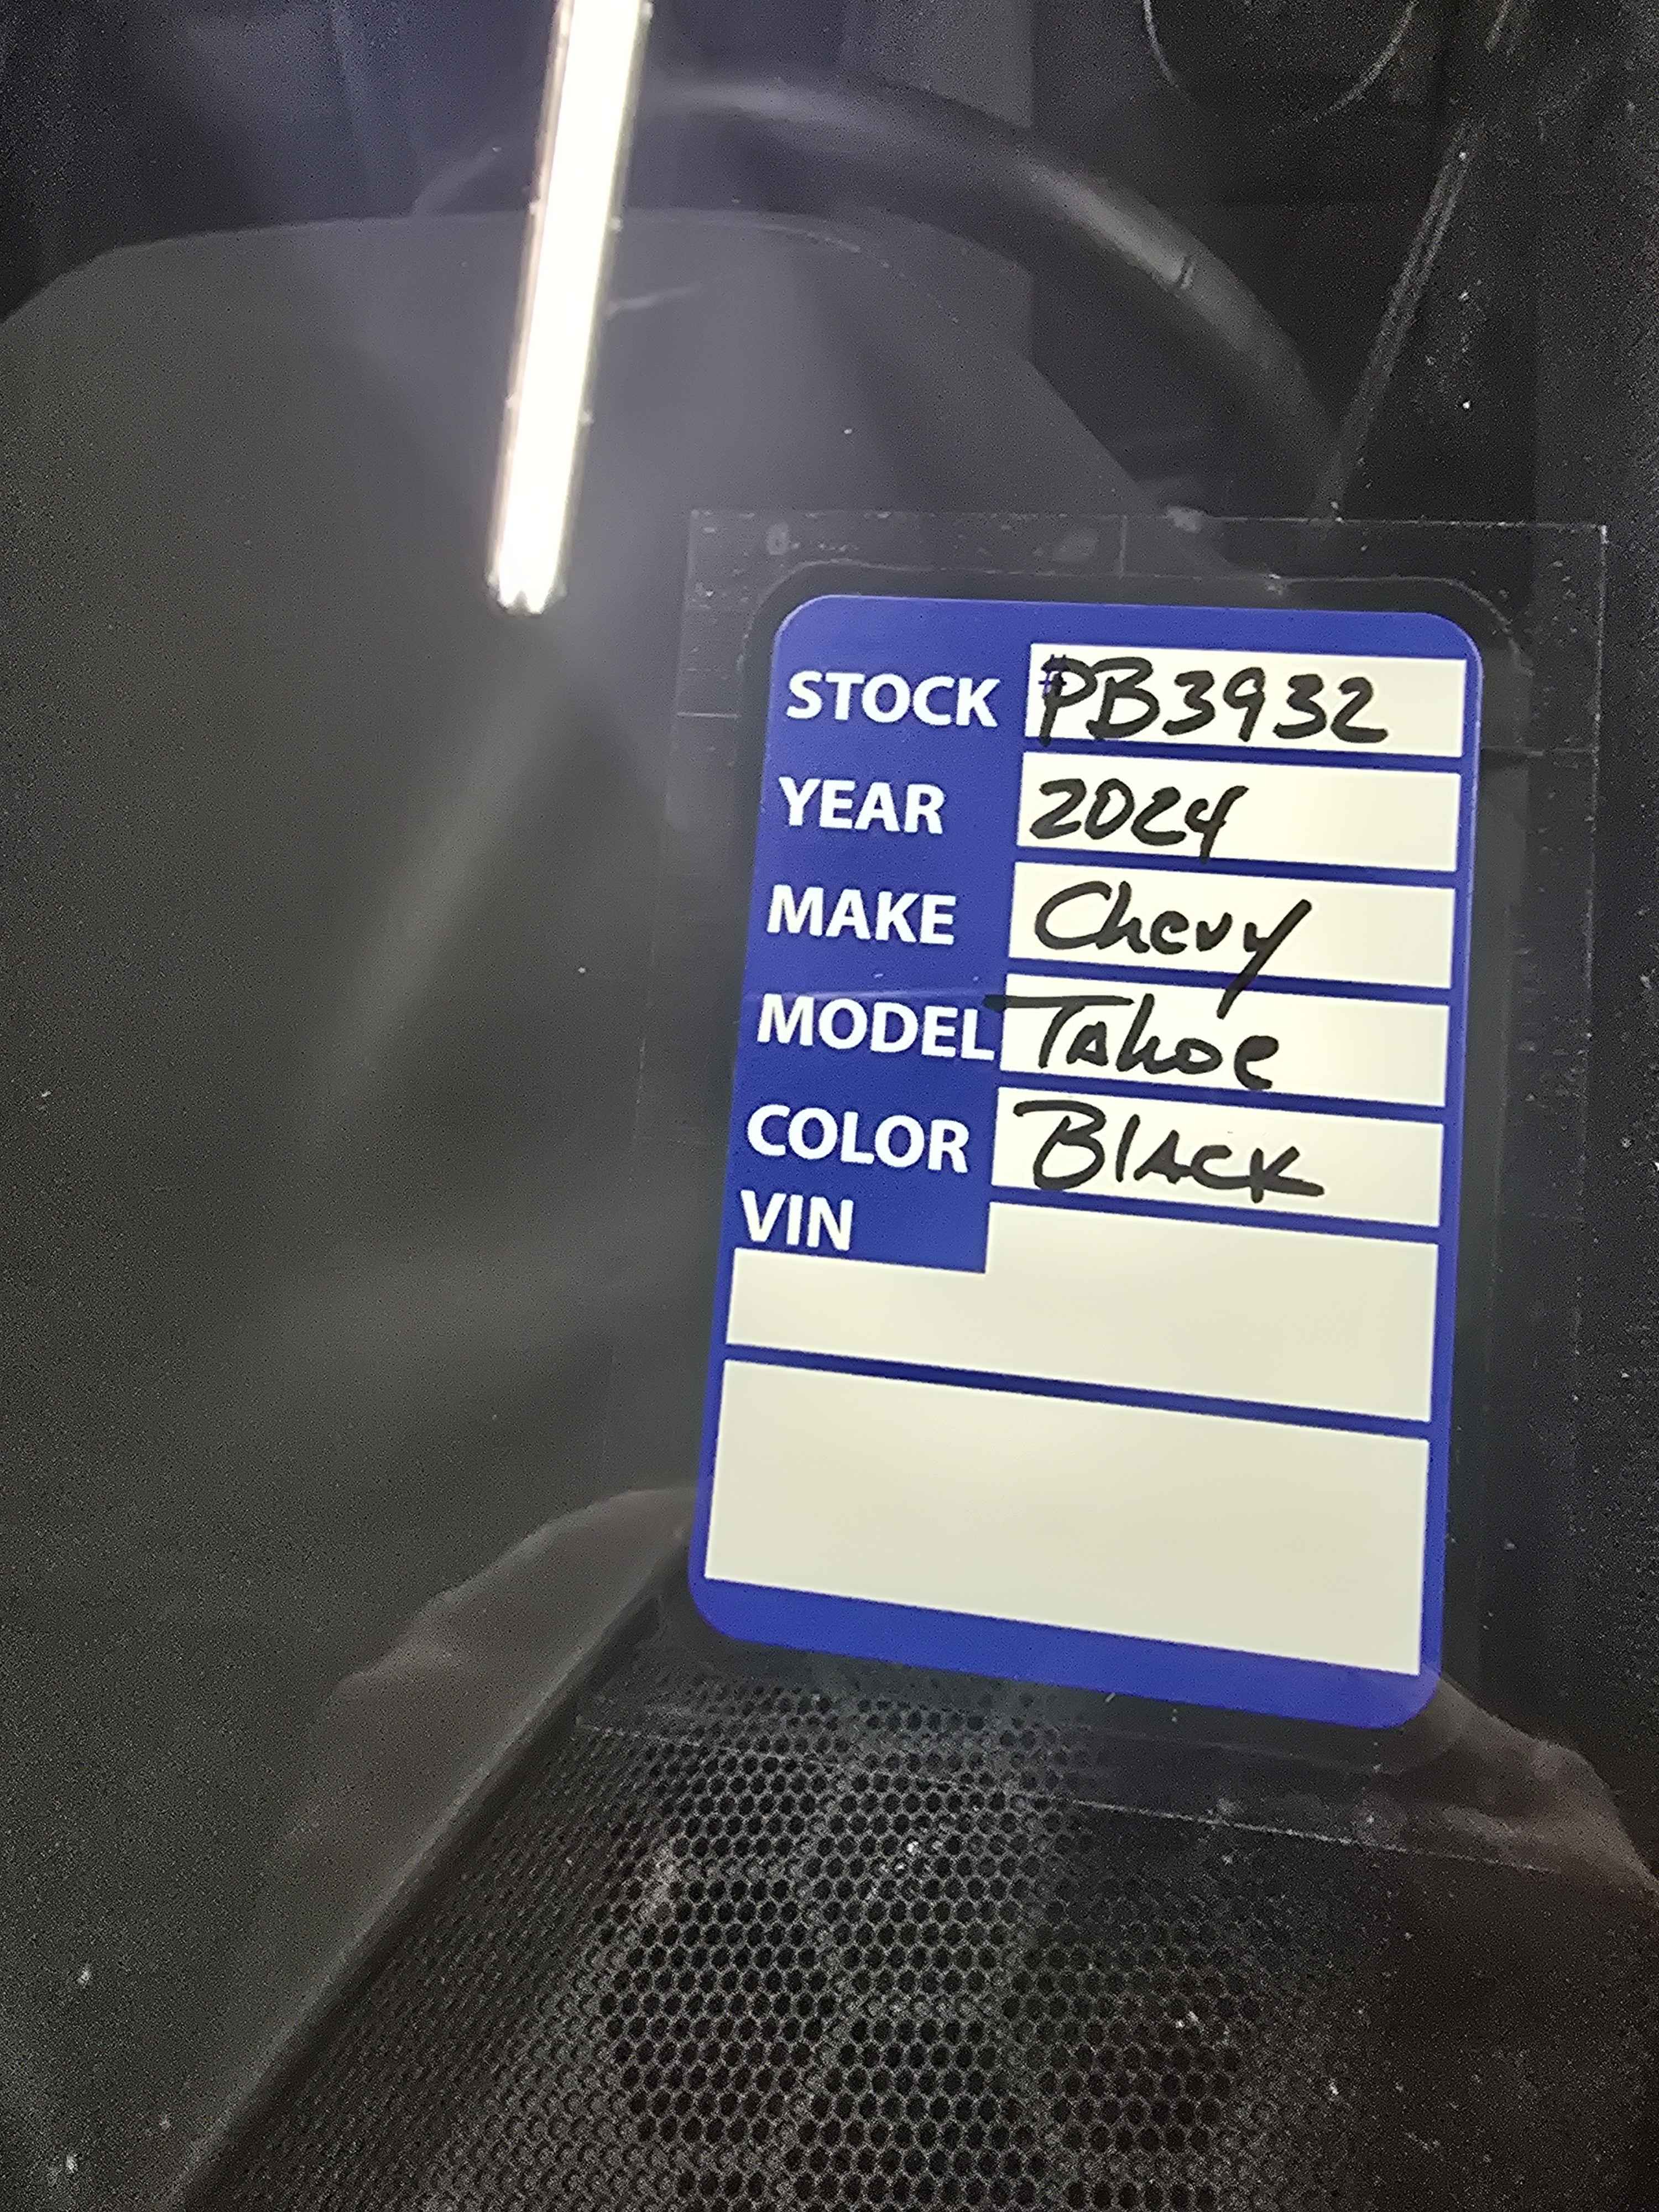 STOCK #PB3932
YEAR 2024
MAKE Chevy
MODEL Tahoe
COLOR Black
VIN